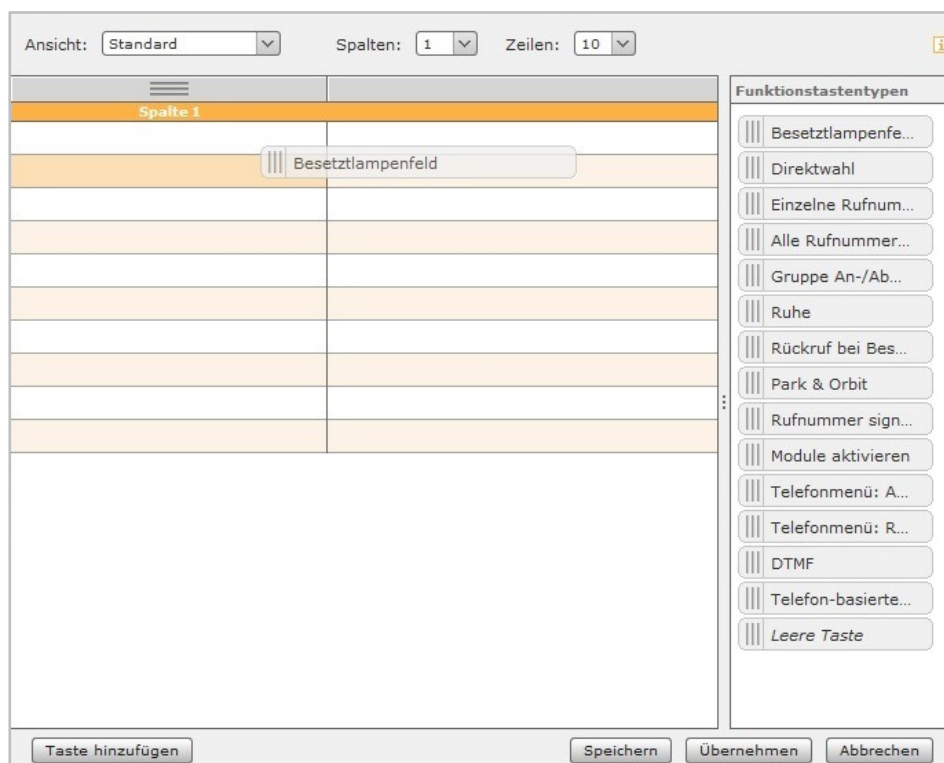 Ansicht: Standard Spalten: 1 Zeilen: 10
Spalte 1
Besetztlampenfeld
Funktionstastentypen
Besetztlampenfe...
Direktwahl
Einzelne Rufnum...
Alle Rufnummer...
Gruppe An-/Ab...
Ruhe
Rückruf bei Bes...
Park & Orbit
Rufnummer sign...
Module aktivieren
Telefonmenü: A...
Telefonmenü: R...
DTMF
Telefon-basierte...
Leere Taste
Taste hinzufügen Speichern Übernehmen Abbrechen